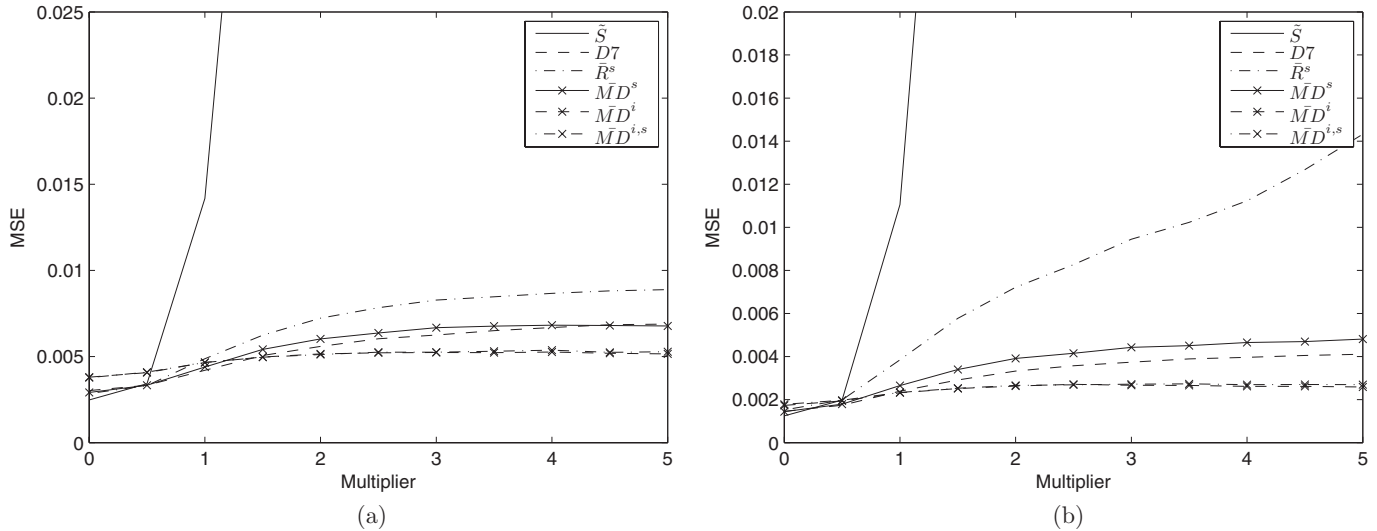 0.025
0.02
0.015
0.01
0.005
0
MSE
0 1 2 3 4 5
Multiplier
S̃
D7
R̄ˢ
M̄Dˢ
M̄Dⁱ
M̄Dⁱ,ˢ
(a)
0.02
0.018
0.016
0.014
0.012
0.01
0.008
0.006
0.004
0.002
0
MSE
0 1 2 3 4 5
Multiplier
S̃
D7
R̄ˢ
M̄Dˢ
M̄Dⁱ
M̄Dⁱ,ˢ
(b)